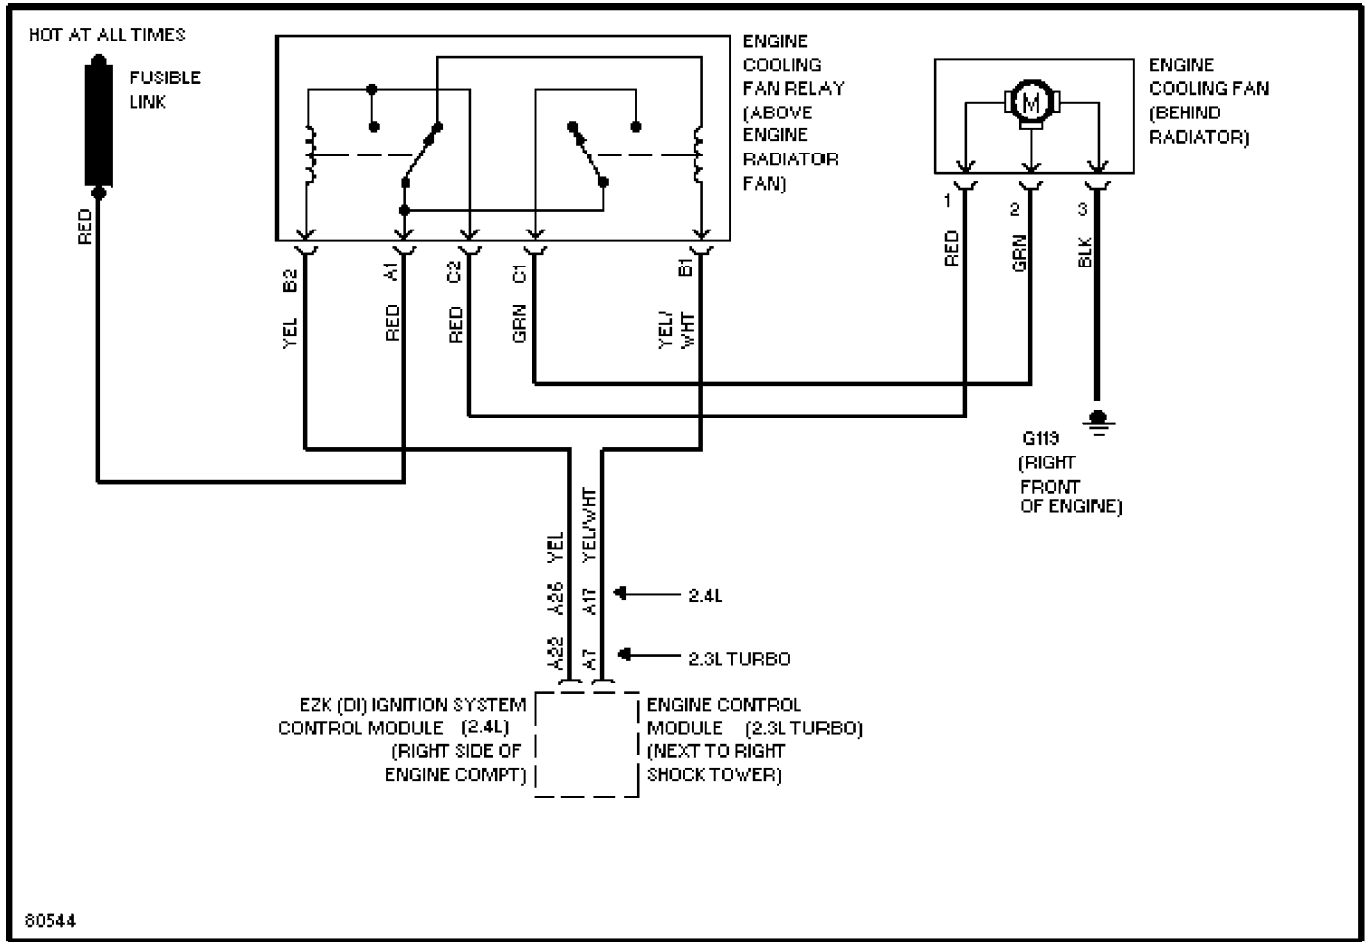 HOT AT ALL TIMES
FUSIBLE
LINK
RED
ENGINE
COOLING
FAN RELAY
(ABOVE
ENGINE
RADIATOR
FAN)
M
ENGINE
COOLING FAN
(BEHIND
RADIATOR)
B2
A1
C2
C1
B1
YEL
RED
RED
GRN
YEL/
WHT
1
2
3
RED
GRN
BLK
G119
(RIGHT
FRONT
OF ENGINE)
YEL
YEL/WHT
A26
A17
2.4L
A22
A7
2.3L TURBO
EZK (DI) IGNITION SYSTEM
CONTROL MODULE (2.4L)
(RIGHT SIDE OF
ENGINE COMPT)
ENGINE CONTROL
MODULE (2.3L TURBO)
(NEXT TO RIGHT
SHOCK TOWER)
80544